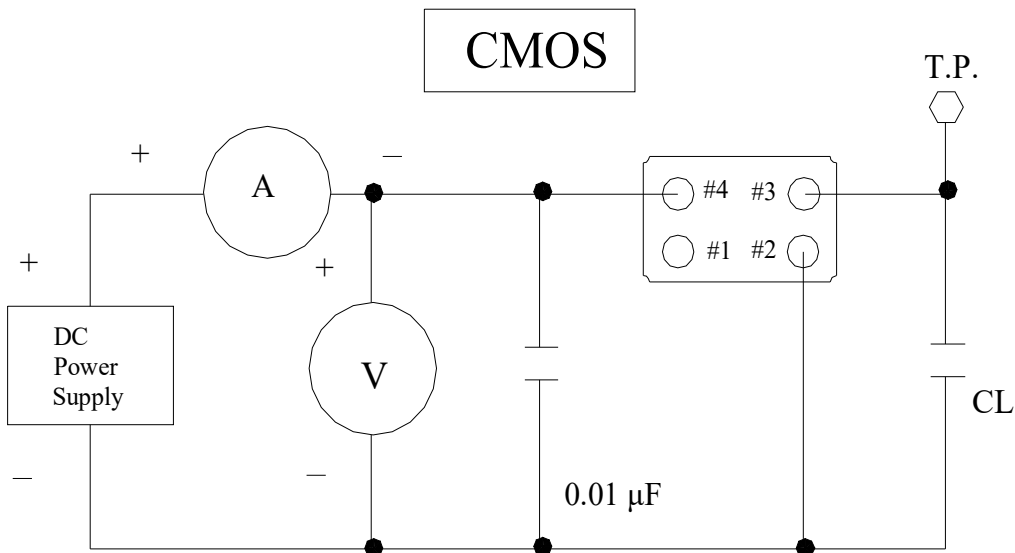 CMOS
T.P.
+
–
A
#4 #3
#1 #2
+
+
DC
Power
Supply
V
CL
–
–
0.01 μF